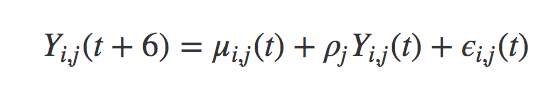 Y_{i,j}(t + 6) = μ_{i,j}(t) + ρ_j Y_{i,j}(t) + ϵ_{i,j}(t)